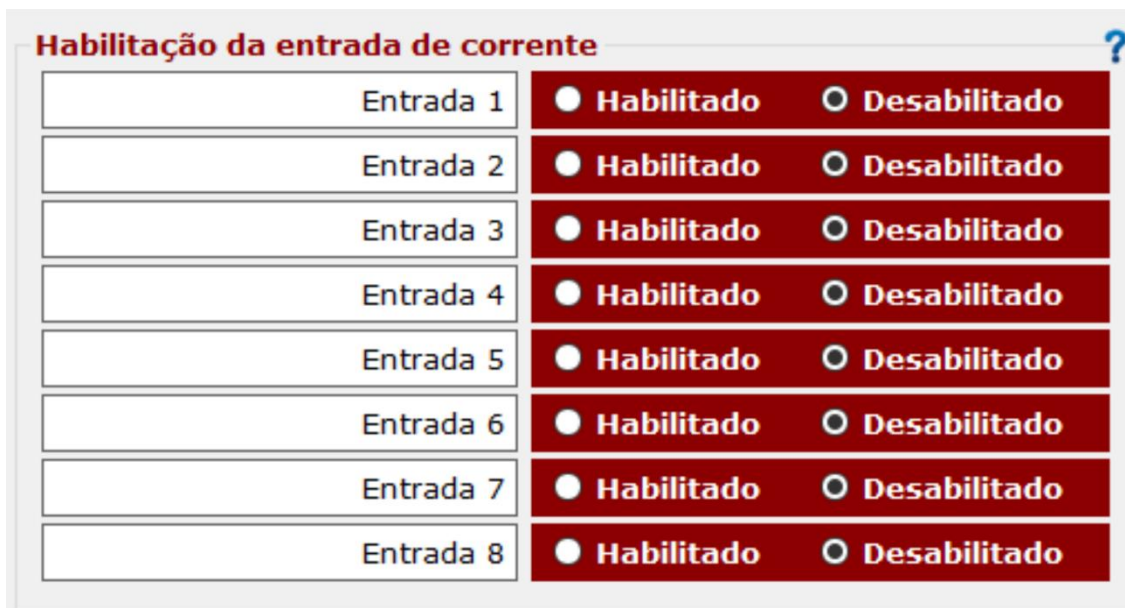 Habilitação da entrada de corrente ?
Entrada 1 Habilitado Desabilitado
Entrada 2 Habilitado Desabilitado
Entrada 3 Habilitado Desabilitado
Entrada 4 Habilitado Desabilitado
Entrada 5 Habilitado Desabilitado
Entrada 6 Habilitado Desabilitado
Entrada 7 Habilitado Desabilitado
Entrada 8 Habilitado Desabilitado